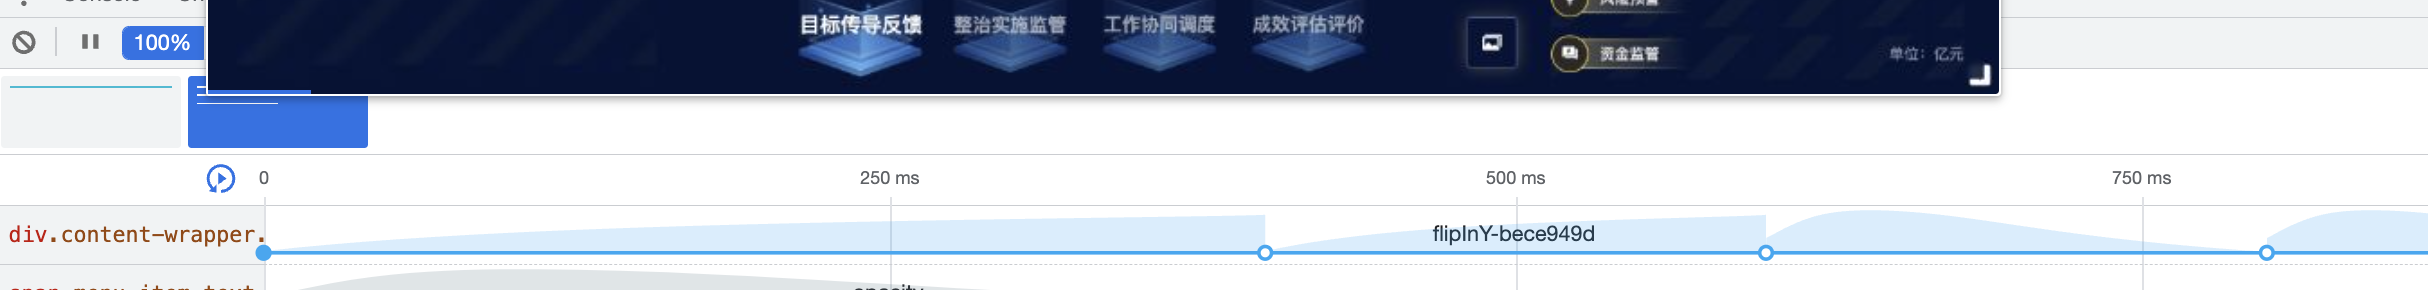 100%
目标传导反馈
整治实施监管
工作协同调度
成效评估评价
资金监管
单位：亿元
0
250 ms
500 ms
750 ms
div.content-wrapper.
flipInY-bece949d